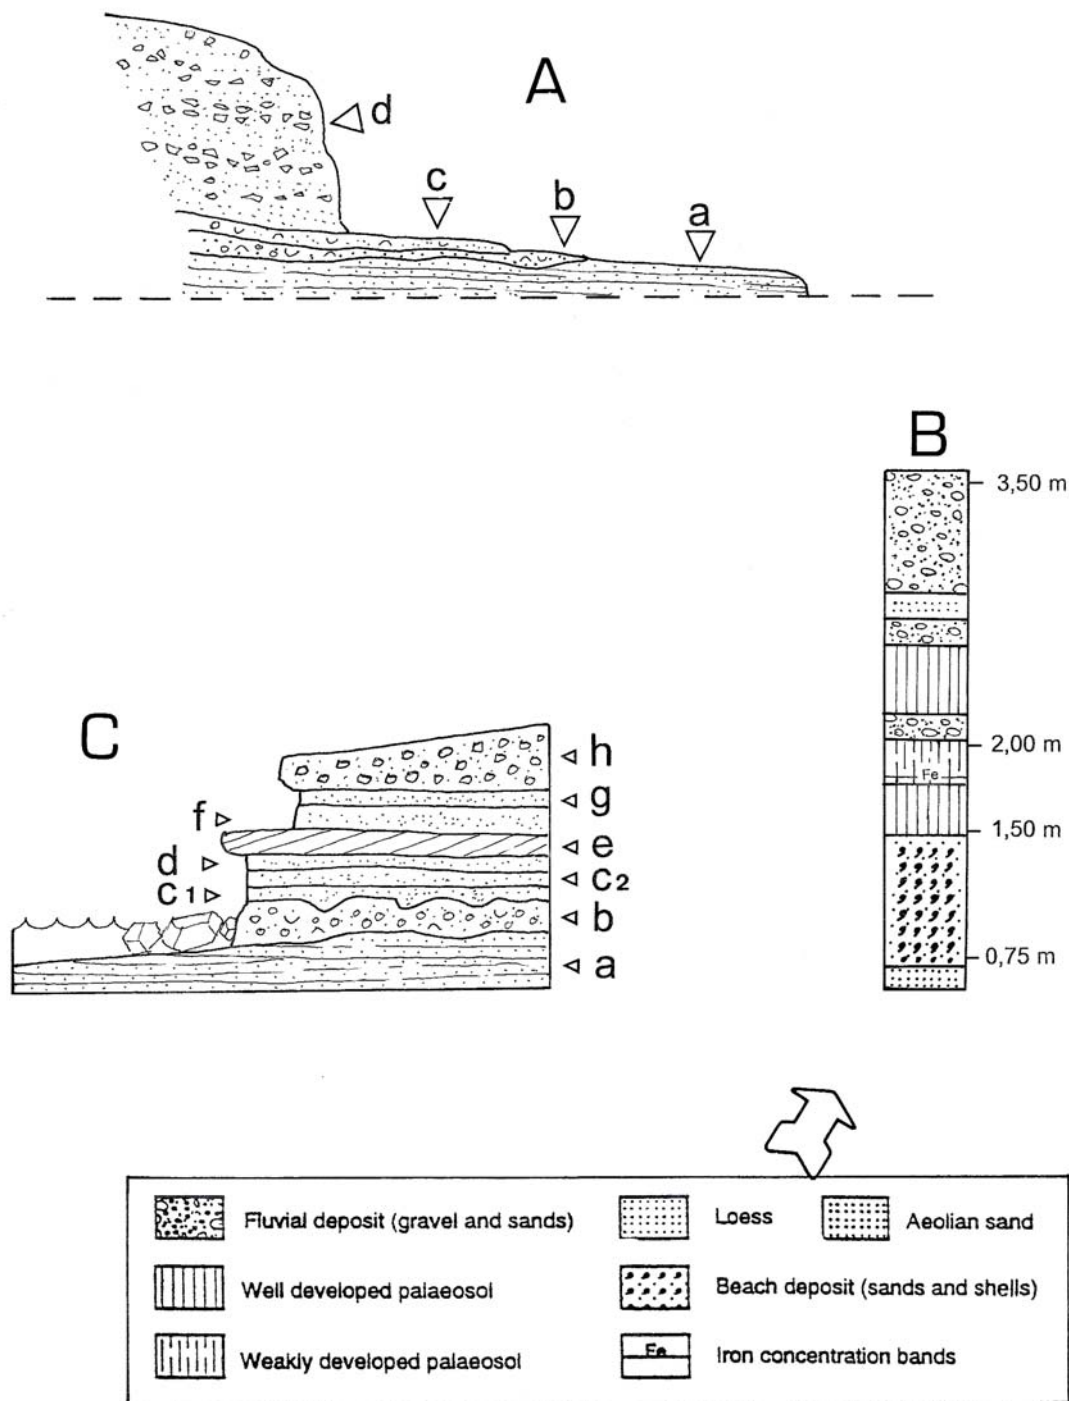 A
d
c
b
a
B
3,50 m
2,00 m
Fe
1,50 m
0,75 m
C
h
g
f
e
d
c2
c1
b
a
Fluvial deposit (gravel and sands)
Loess
Aeolian sand
Well developed palaeosol
Beach deposit (sands and shells)
Weakly developed palaeosol
Fe
Iron concentration bands